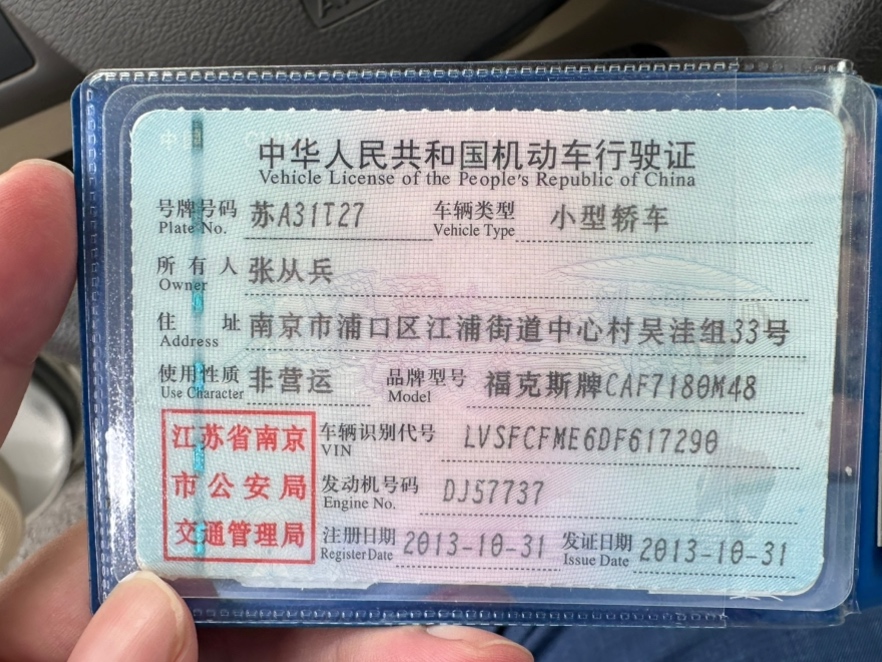 中华人民共和国机动车行驶证
Vehicle License of the People's Republic of China
号牌号码 苏A31T27 车辆类型 小型轿车
Plate No. Vehicle Type
所有人 张从兵
Owner
住址 南京市浦口区江浦街道中心村吴洼组33号
Address
使用性质 非营运 品牌型号 福克斯牌CAF7180M48
Use Character Model
江苏省南京
市公安局
交通管理局
车辆识别代号 LVSFCFME6DF617290
VIN
发动机号码 DJ57737
Engine No.
注册日期 2013-10-31 发证日期 2013-10-31
Register Date Issue Date